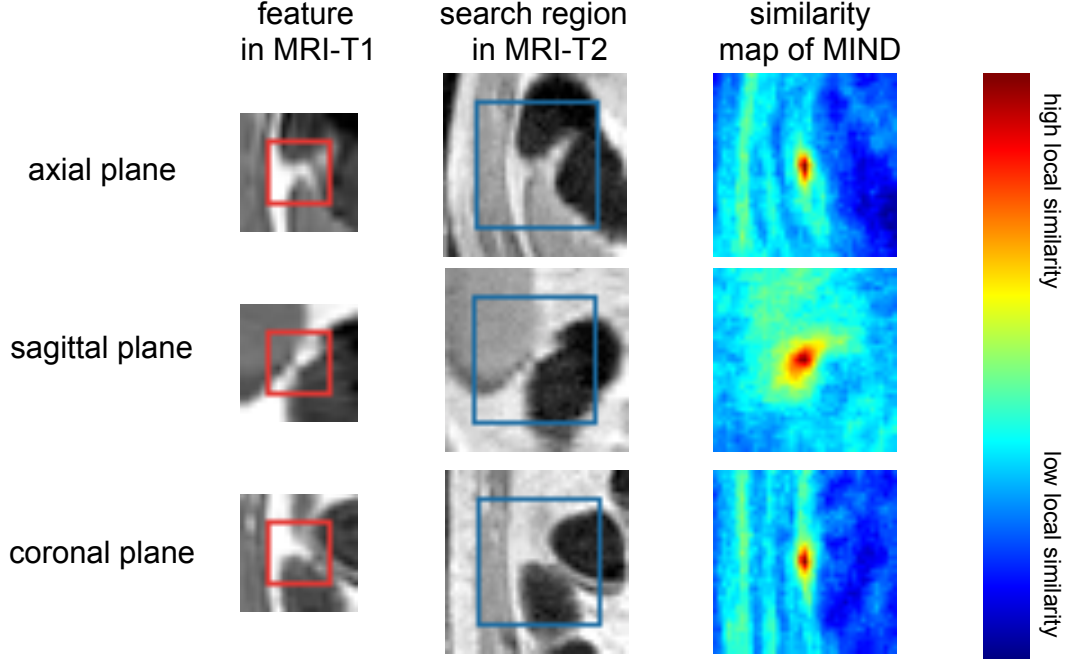 feature
in MRI-T1
search region
in MRI-T2
similarity
map of MIND
axial plane
sagittal plane
coronal plane
high local similarity
low local similarity